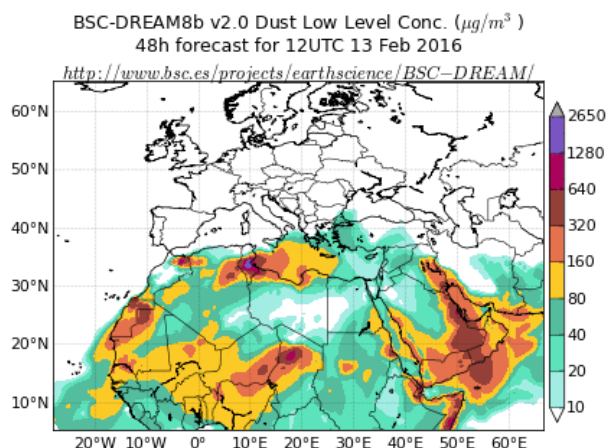 BSC-DREAM8b v2.0 Dust Low Level Conc. (μg/m³ )
48h forecast for 12UTC 13 Feb 2016
http://www.bsc.es/projects/earthscience/BSC−DREAM/
60°N
50°N
40°N
30°N
20°N
10°N
20°W 10°W 0° 10°E 20°E 30°E 40°E 50°E 60°E
2650
1280
640
320
160
80
40
20
10